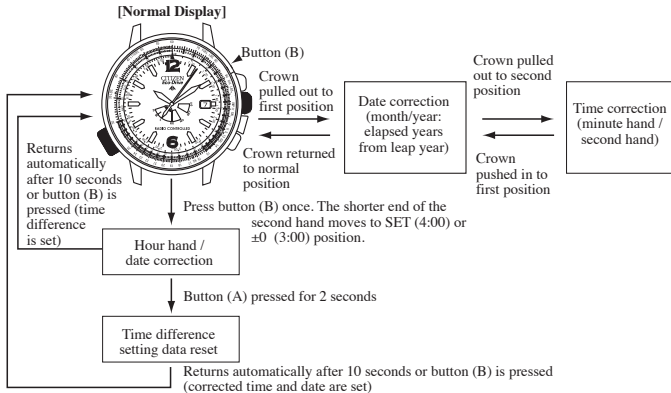 [Normal Display]
Button (B)
12
CITIZEN
Eco-Drive
7
RADIO CONTROLLED
6
Crown pulled out to
first position
Crown returned
to normal
position
Date correction
(month/year:
elapsed years
from leap year)
Crown pulled
out to second
position
Crown
pushed in to
first position
Time correction
(minute hand /
second hand)
Returns
automatically
after 10 seconds
or button (B) is
pressed (time
difference
is set)
Press button (B) once. The shorter end of the
second hand moves to SET (4:00) or
±0 (3:00) position.
Hour hand /
date correction
Button (A) pressed for 2 seconds
Time difference
setting data reset
Returns automatically after 10 seconds or button (B) is pressed
(corrected time and date are set)